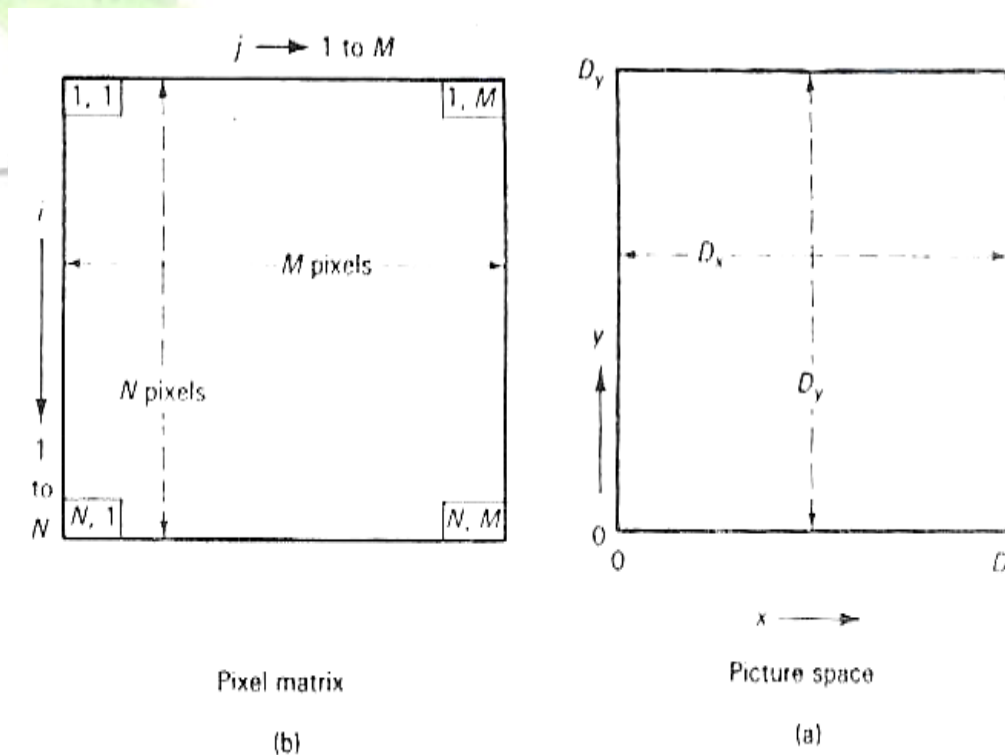 j → 1 to M
1, 1
1, M
i
M pixels
N pixels
1
to
N
N, 1
N, M
Pixel matrix
(b)
D_y
D_x
y
D_y
0
0
x →
Picture space
(a)